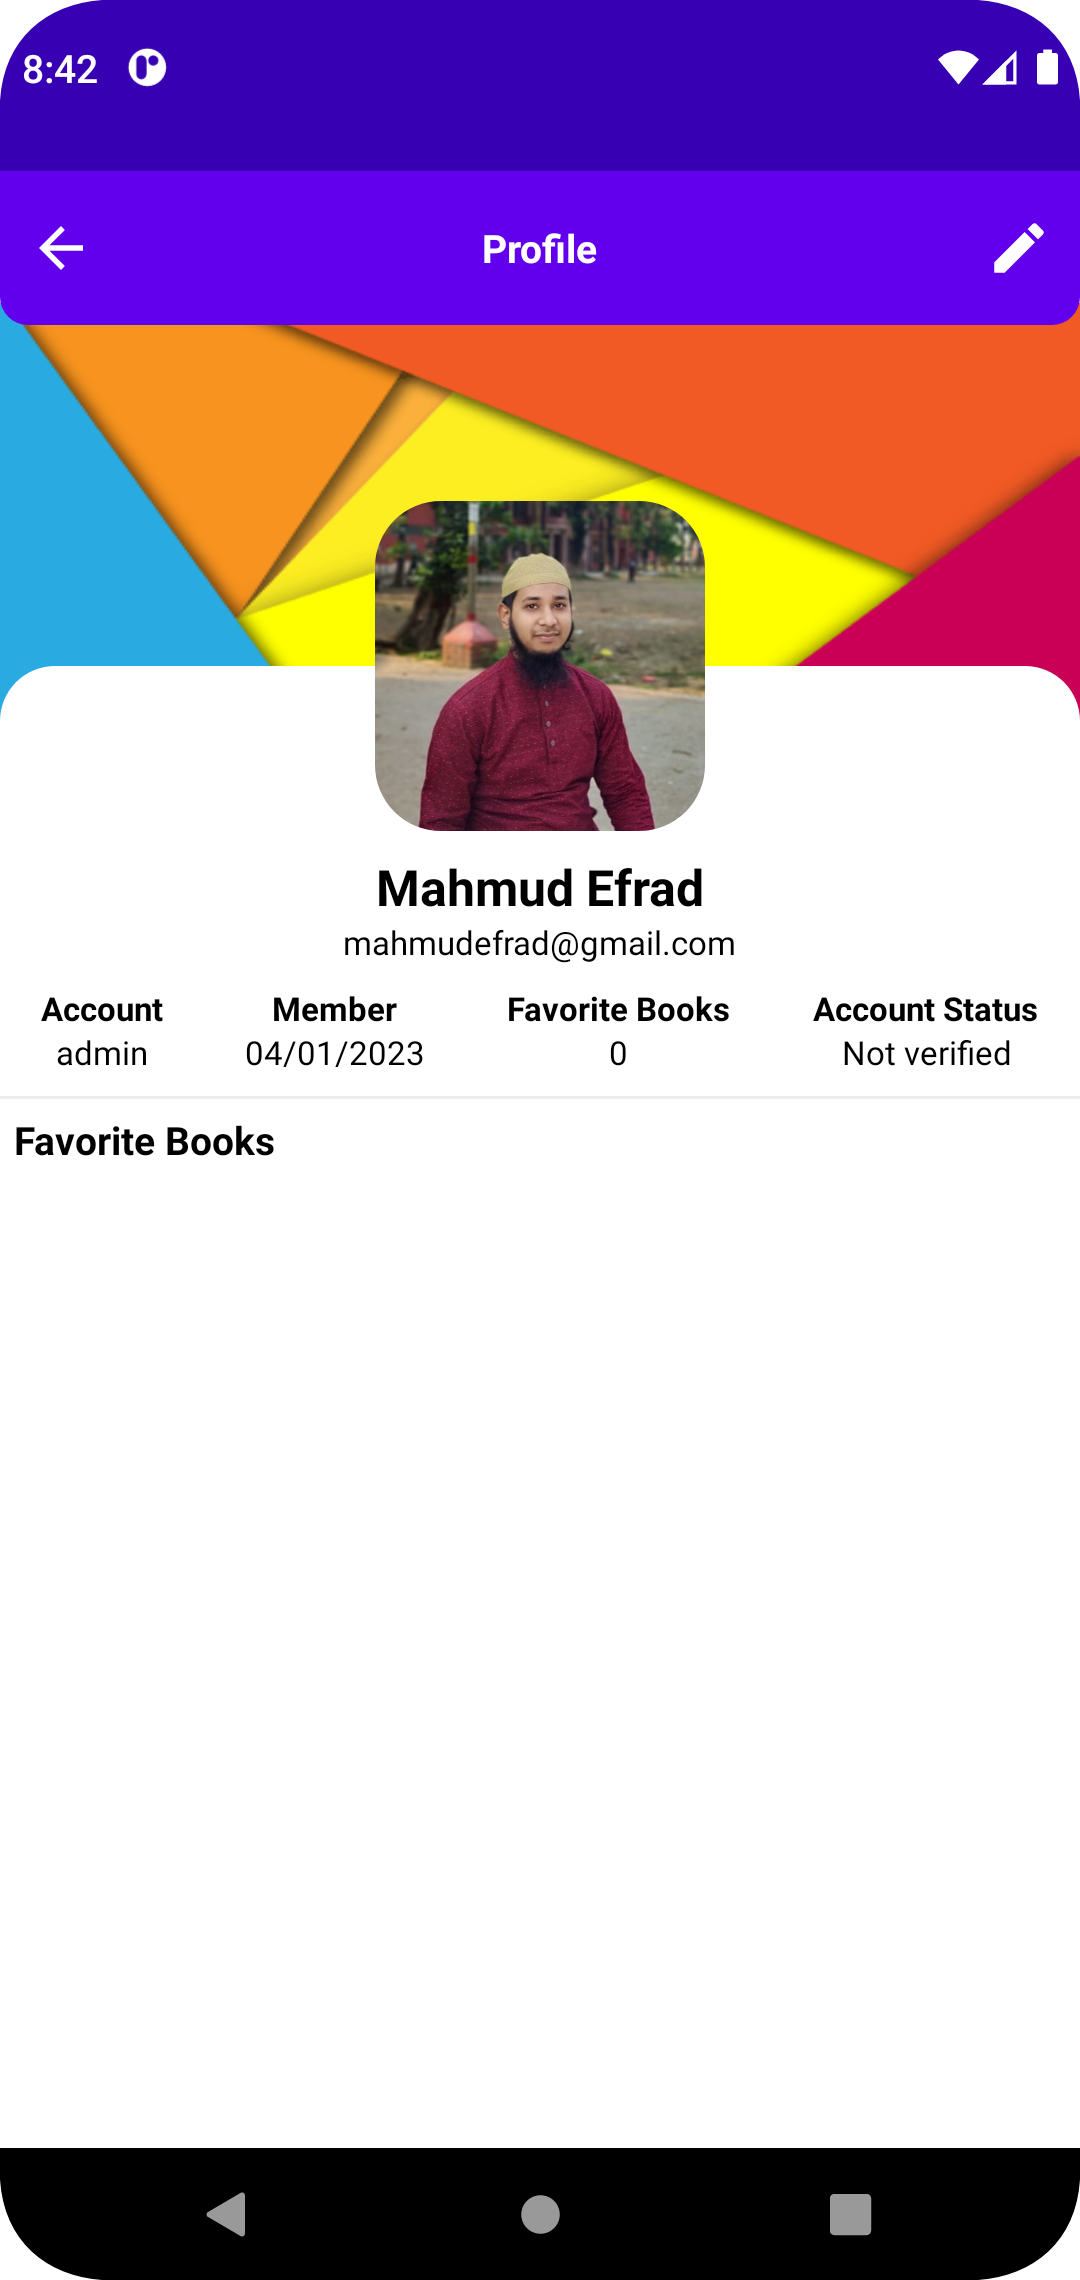 8:42
Profile
Mahmud Efrad
mahmudefrad@gmail.com
Account Member Favorite Books Account Status
admin 04/01/2023 0 Not verified
Favorite Books